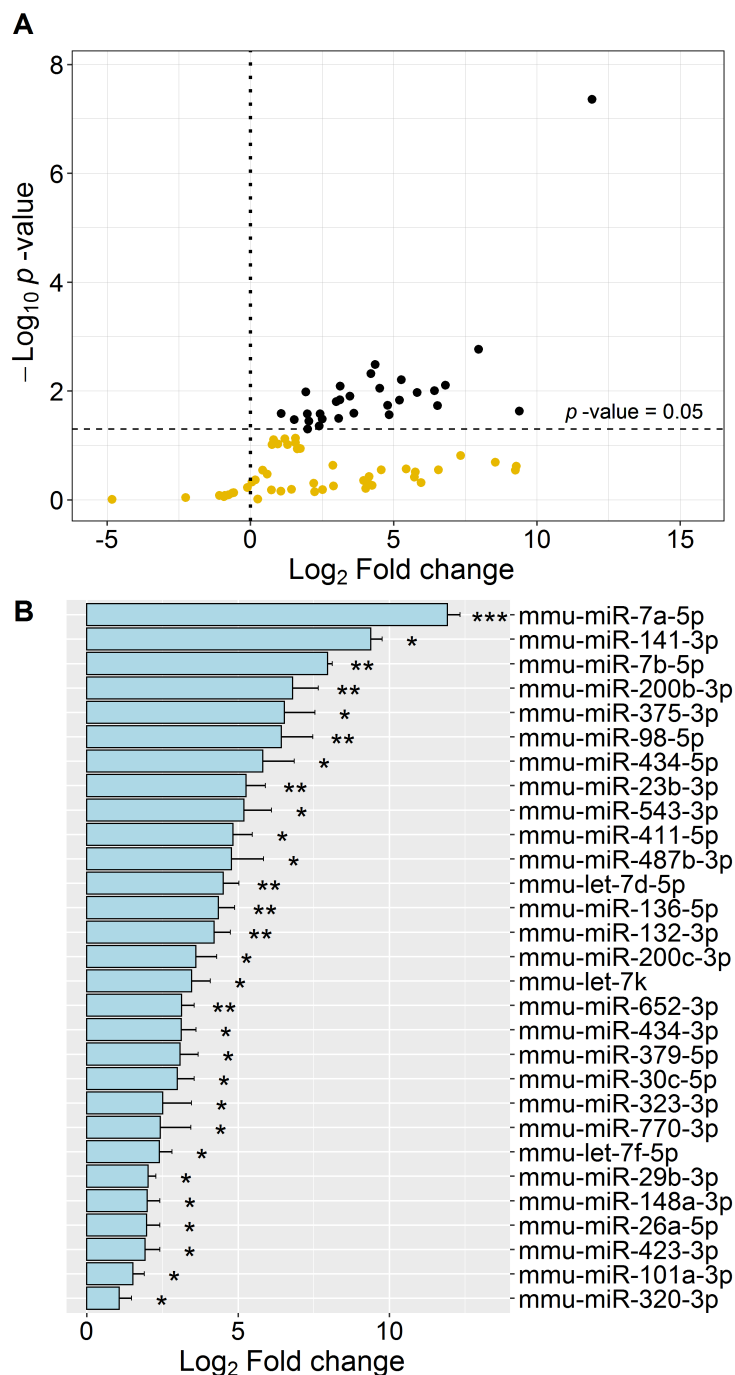 A
8
6
4
2
0
−Log10 p -value
p -value = 0.05
-5 0 5 10 15
Log2 Fold change
B
*** mmu-miR-7a-5p
* mmu-miR-141-3p
** mmu-miR-7b-5p
** mmu-miR-200b-3p
* mmu-miR-375-3p
** mmu-miR-98-5p
* mmu-miR-434-5p
** mmu-miR-23b-3p
* mmu-miR-543-3p
* mmu-miR-411-5p
* mmu-miR-487b-3p
** mmu-let-7d-5p
** mmu-miR-136-5p
** mmu-miR-132-3p
* mmu-miR-200c-3p
* mmu-let-7k
** mmu-miR-652-3p
* mmu-miR-434-3p
* mmu-miR-379-5p
* mmu-miR-30c-5p
* mmu-miR-323-3p
* mmu-miR-770-3p
* mmu-let-7f-5p
* mmu-miR-29b-3p
* mmu-miR-148a-3p
* mmu-miR-26a-5p
* mmu-miR-423-3p
* mmu-miR-101a-3p
* mmu-miR-320-3p
0 5 10
Log2 Fold change